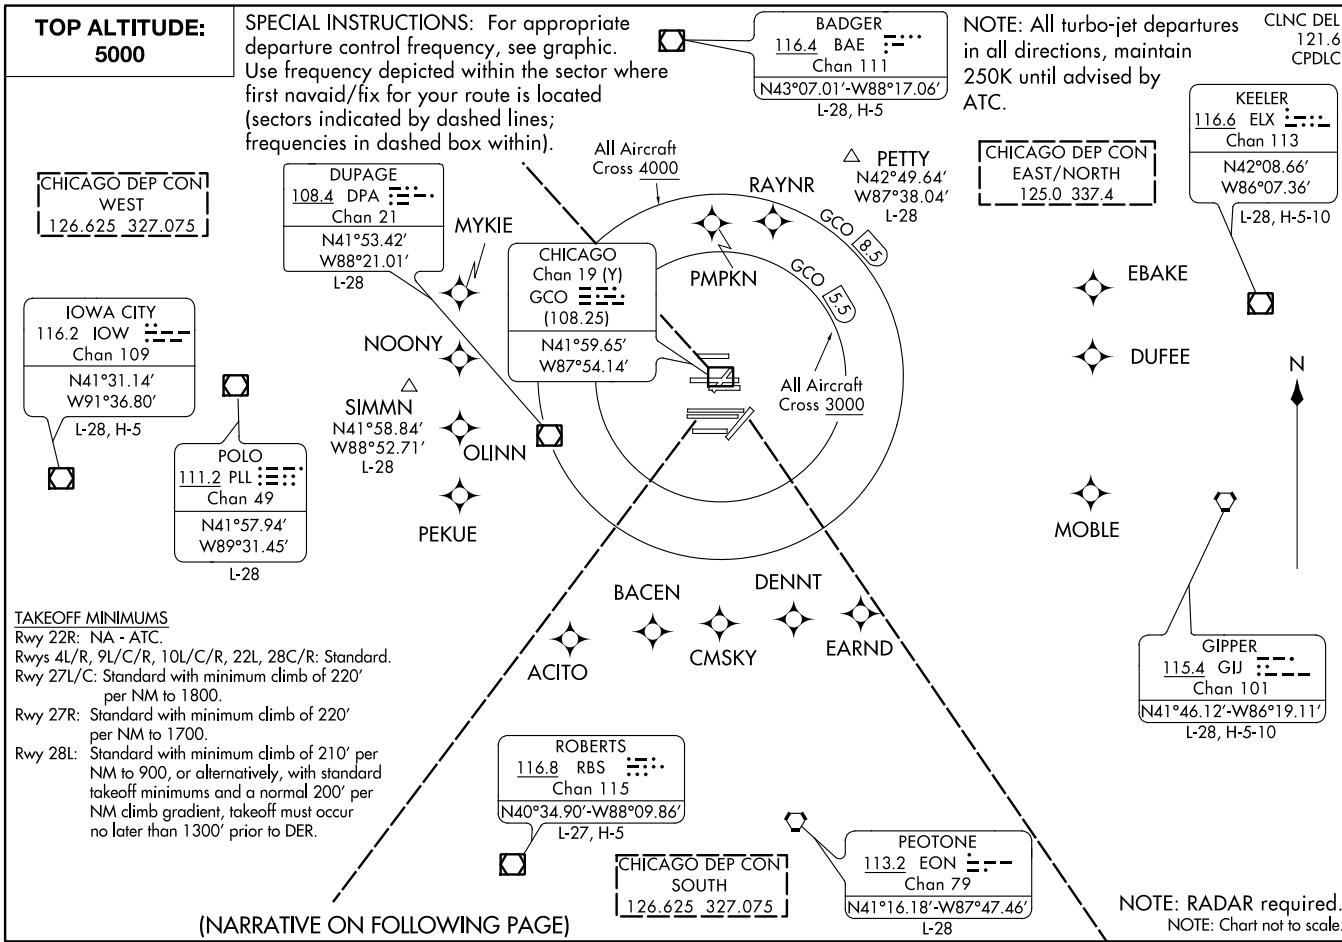 TOP ALTITUDE:
5000
SPECIAL INSTRUCTIONS: For appropriate
departure control frequency, see graphic.
Use frequency depicted within the sector where
first navaid/fix for your route is located
(sectors indicated by dashed lines;
frequencies in dashed box within).
BADGER
116.4 BAE
Chan 111
N43°07.01′-W88°17.06′
L-28, H-5
NOTE: All turbo-jet departures
in all directions, maintain
250K until advised by
ATC.
CLNC DEL
121.6
CPDLC
KEELER
116.6 ELX
Chan 113
N42°08.66′
W86°07.36′
L-28, H-5-10
CHICAGO DEP CON
WEST
126.625 327.075
DUPAGE
108.4 DPA
Chan 21
N41°53.42′
W88°21.01′
L-28
All Aircraft
Cross 4000
PETTY
N42°49.64′
W87°38.04′
L-28
CHICAGO DEP CON
EAST/NORTH
125.0 337.4
MYKIE
RAYNR
GCO 8.5
PMPKN
GCO 5.5
CHICAGO
Chan 19 (Y)
GCO
(108.25)
N41°59.65′
W87°54.14′
EBAKE
DUFEE
IOWA CITY
116.2 IOW
Chan 109
N41°31.14′
W91°36.80′
L-28, H-5
NOONY
SIMMN
N41°58.84′
W88°52.71′
L-28
All Aircraft
Cross 3000
N
OLINN
POLO
111.2 PLL
Chan 49
N41°57.94′
W89°31.45′
L-28
PEKUE
MOBLE
BACEN
DENNT
ACITO
CMSKY
EARND
TAKEOFF MINIMUMS
Rwy 22R: NA - ATC.
Rwys 4L/R, 9L/C/R, 10L/C/R, 22L, 28C/R: Standard.
Rwy 27L/C: Standard with minimum climb of 220′
per NM to 1800.
Rwy 27R: Standard with minimum climb of 220′
per NM to 1700.
Rwy 28L: Standard with minimum climb of 210′ per
NM to 900, or alternatively, with standard
takeoff minimums and a normal 200′ per
NM climb gradient, takeoff must occur
no later than 1300′ prior to DER.
GIPPER
115.4 GIJ
Chan 101
N41°46.12′-W86°19.11′
L-28, H-5-10
ROBERTS
116.8 RBS
Chan 115
N40°34.90′-W88°09.86′
L-27, H-5
CHICAGO DEP CON
SOUTH
126.625 327.075
PEOTONE
113.2 EON
Chan 79
N41°16.18′-W87°47.46′
L-28
(NARRATIVE ON FOLLOWING PAGE)
NOTE: RADAR required.
NOTE: Chart not to scale.